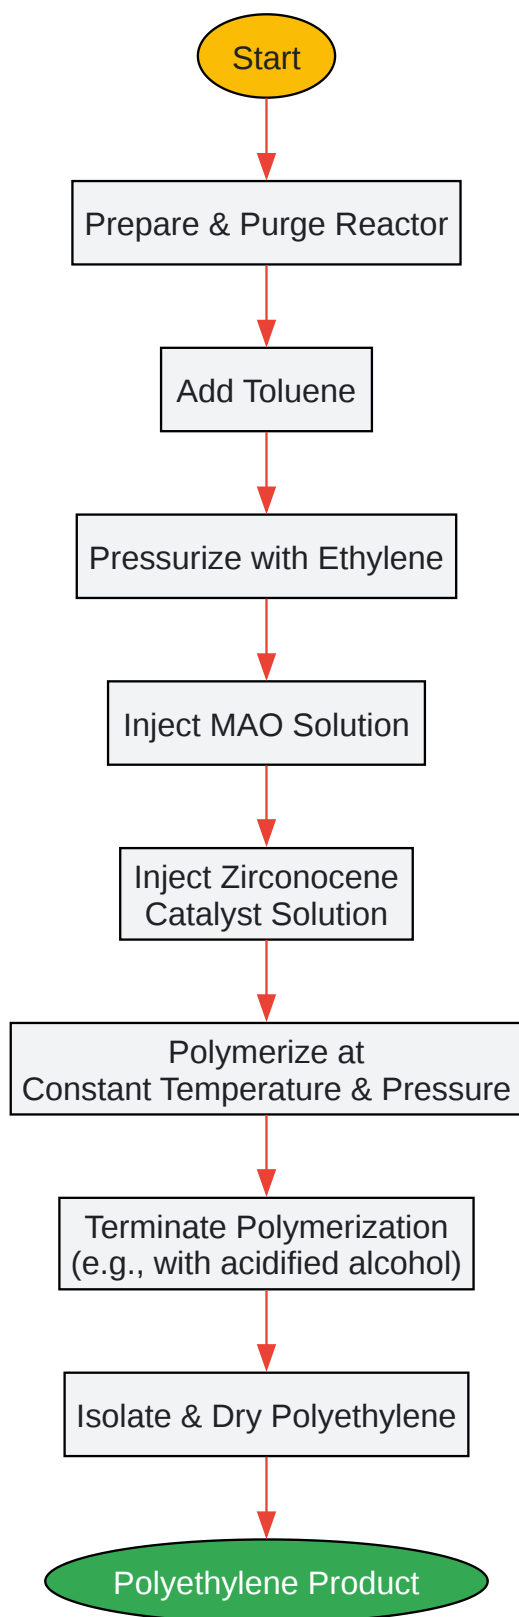 Start
Prepare & Purge Reactor
Add Toluene
Pressurize with Ethylene
Inject MAO Solution
Inject Zirconocene
Catalyst Solution
Polymerize at
Constant Temperature & Pressure
Terminate Polymerization
(e.g., with acidified alcohol)
Isolate & Dry Polyethylene
Polyethylene Product